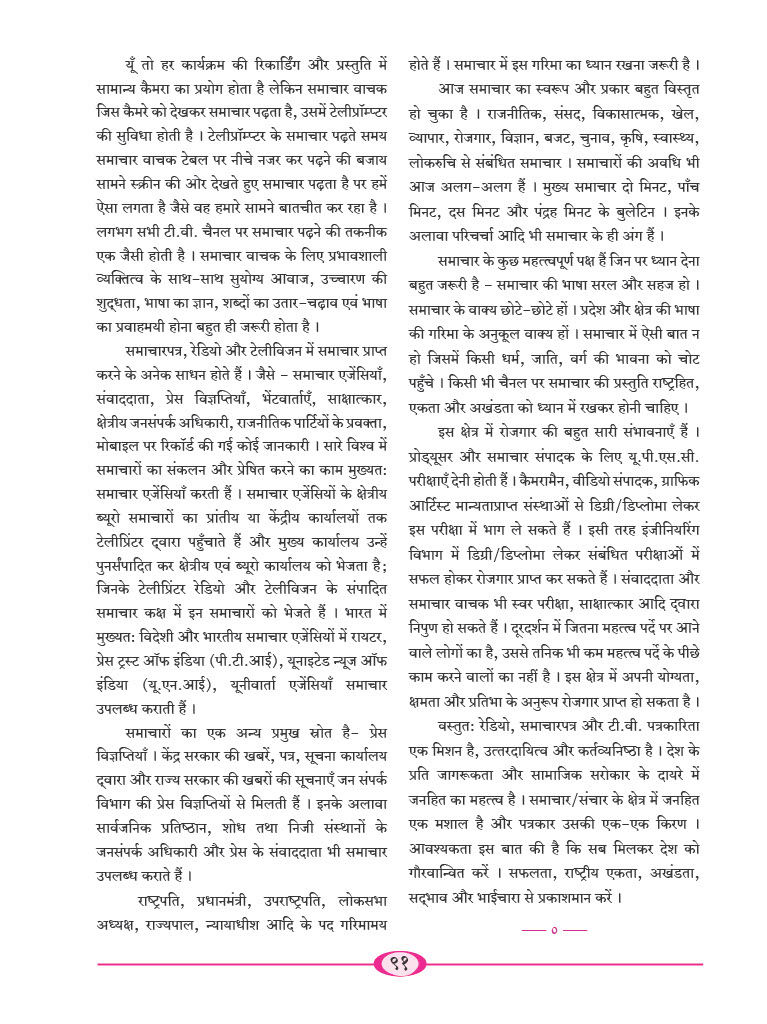 यूँ तो हर कार्यक्रम की रिकार्डिंग और प्रस्तुति में
सामान्य कैमरा का प्रयोग होता है लेकिन समाचार वाचक
जिस कैमरे को देखकर समाचार पढ़ता है, उसमें टेलीप्रॉम्प्टर
की सुविधा होती है । टेलीप्रॉम्प्टर के समाचार पढ़ते समय
समाचार वाचक टेबल पर नीचे नजर कर पढ़ने की बजाय
सामने स्क्रीन की ओर देखते हुए समाचार पढ़ता है पर हमें
ऐसा लगता है जैसे वह हमारे सामने बातचीत कर रहा है ।
लगभग सभी टी.वी. चैनल पर समाचार पढ़ने की तकनीक
एक जैसी होती है । समाचार वाचक के लिए प्रभावशाली
व्यक्तित्व के साथ-साथ सुयोग्य आवाज, उच्चारण की
शुद्धता, भाषा का ज्ञान, शब्दों का उतार-चढ़ाव एवं भाषा
का प्रवाहमयी होना बहुत ही जरूरी होता है ।
समाचारपत्र, रेडियो और टेलीविजन में समाचार प्राप्त
करने के अनेक साधन होते हैं । जैसे - समाचार एजेंसियाँ,
संवाददाता, प्रेस विज्ञप्तियाँ, भेंटवार्ताएँ, साक्षात्कार,
क्षेत्रीय जनसंपर्क अधिकारी, राजनीतिक पार्टियों के प्रवक्ता,
मोबाइल पर रिकॉर्ड की गई कोई जानकारी । सारे विश्व में
समाचारों का संकलन और प्रेषित करने का काम मुख्यत:
समाचार एजेंसियाँ करती हैं । समाचार एजेंसियों के क्षेत्रीय
ब्यूरो समाचारों का प्रांतीय या केंद्रीय कार्यालयों तक
टेलीप्रिंटर द्वारा पहुँचाते हैं और मुख्य कार्यालय उन्हें
पुनर्संपादित कर क्षेत्रीय एवं ब्यूरो कार्यालय को भेजता है;
जिनके टेलीप्रिंटर रेडियो और टेलीविजन के संपादित
समाचार कक्ष में इन समाचारों को भेजते हैं । भारत में
मुख्यत: विदेशी और भारतीय समाचार एजेंसियों में रायटर,
प्रेस ट्रस्ट ऑफ इंडिया (पी.टी.आई), यूनाइटेड न्यूज ऑफ
इंडिया (यू.एन.आई), यूनीवार्ता एजेंसियाँ समाचार
उपलब्ध कराती हैं ।
समाचारों का एक अन्य प्रमुख स्रोत है- प्रेस
विज्ञप्तियाँ । केंद्र सरकार की खबरें, पत्र, सूचना कार्यालय
द्वारा और राज्य सरकार की खबरों की सूचनाएँ जन संपर्क
विभाग की प्रेस विज्ञप्तियों से मिलती हैं । इनके अलावा
सार्वजनिक प्रतिष्ठान, शोध तथा निजी संस्थानों के
जनसंपर्क अधिकारी और प्रेस के संवाददाता भी समाचार
उपलब्ध कराते हैं ।
राष्ट्रपति, प्रधानमंत्री, उपराष्ट्रपति, लोकसभा
अध्यक्ष, राज्यपाल, न्यायाधीश आदि के पद गरिमामय
होते हैं । समाचार में इस गरिमा का ध्यान रखना जरूरी है ।
आज समाचार का स्वरूप और प्रकार बहुत विस्तृत
हो चुका है । राजनीतिक, संसद, विकासात्मक, खेल,
व्यापार, रोजगार, विज्ञान, बजट, चुनाव, कृषि, स्वास्थ्य,
लोकरुचि से संबंधित समाचार । समाचारों की अवधि भी
आज अलग-अलग हैं । मुख्य समाचार दो मिनट, पाँच
मिनट, दस मिनट और पंद्रह मिनट के बुलेटिन । इनके
अलावा परिचर्चा आदि भी समाचार के ही अंग हैं ।
समाचार के कुछ महत्त्वपूर्ण पक्ष हैं जिन पर ध्यान देना
बहुत जरूरी है - समाचार की भाषा सरल और सहज हो ।
समाचार के वाक्य छोटे-छोटे हों । प्रदेश और क्षेत्र की भाषा
की गरिमा के अनुकूल वाक्य हों । समाचार में ऐसी बात न
हो जिसमें किसी धर्म, जाति, वर्ग की भावना को चोट
पहुँचे । किसी भी चैनल पर समाचार की प्रस्तुति राष्ट्रहित,
एकता और अखंडता को ध्यान में रखकर होनी चाहिए ।
इस क्षेत्र में रोजगार की बहुत सारी संभावनाएँ हैं ।
प्रोड्यूसर और समाचार संपादक के लिए यू.पी.एस.सी.
परीक्षाएँ देनी होती हैं । कैमरामैन, वीडियो संपादक, ग्राफिक
आर्टिस्ट मान्यताप्राप्त संस्थाओं से डिग्री/डिप्लोमा लेकर
इस परीक्षा में भाग ले सकते हैं । इसी तरह इंजीनियरिंग
विभाग में डिग्री/डिप्लोमा लेकर संबंधित परीक्षाओं में
सफल होकर रोजगार प्राप्त कर सकते हैं । संवाददाता और
समाचार वाचक भी स्वर परीक्षा, साक्षात्कार आदि द्वारा
निपुण हो सकते हैं । दूरदर्शन में जितना महत्त्व पर्दे पर आने
वाले लोगों का है, उससे तनिक भी कम महत्त्व पर्दे के पीछे
काम करने वालों का नहीं है । इस क्षेत्र में अपनी योग्यता,
क्षमता और प्रतिभा के अनुरूप रोजगार प्राप्त हो सकता है ।
वस्तुत: रेडियो, समाचारपत्र और टी.वी. पत्रकारिता
एक मिशन है, उत्तरदायित्व और कर्तव्यनिष्ठा है । देश के
प्रति जागरूकता और सामाजिक सरोकार के दायरे में
जनहित का महत्त्व है । समाचार/संचार के क्षेत्र में जनहित
एक मशाल है और पत्रकार उसकी एक-एक किरण ।
आवश्यकता इस बात की है कि सब मिलकर देश को
गौरवान्वित करें । सफलता, राष्ट्रीय एकता, अखंडता,
सद्भाव और भाईचारा से प्रकाशमान करें ।
— ० —
९१